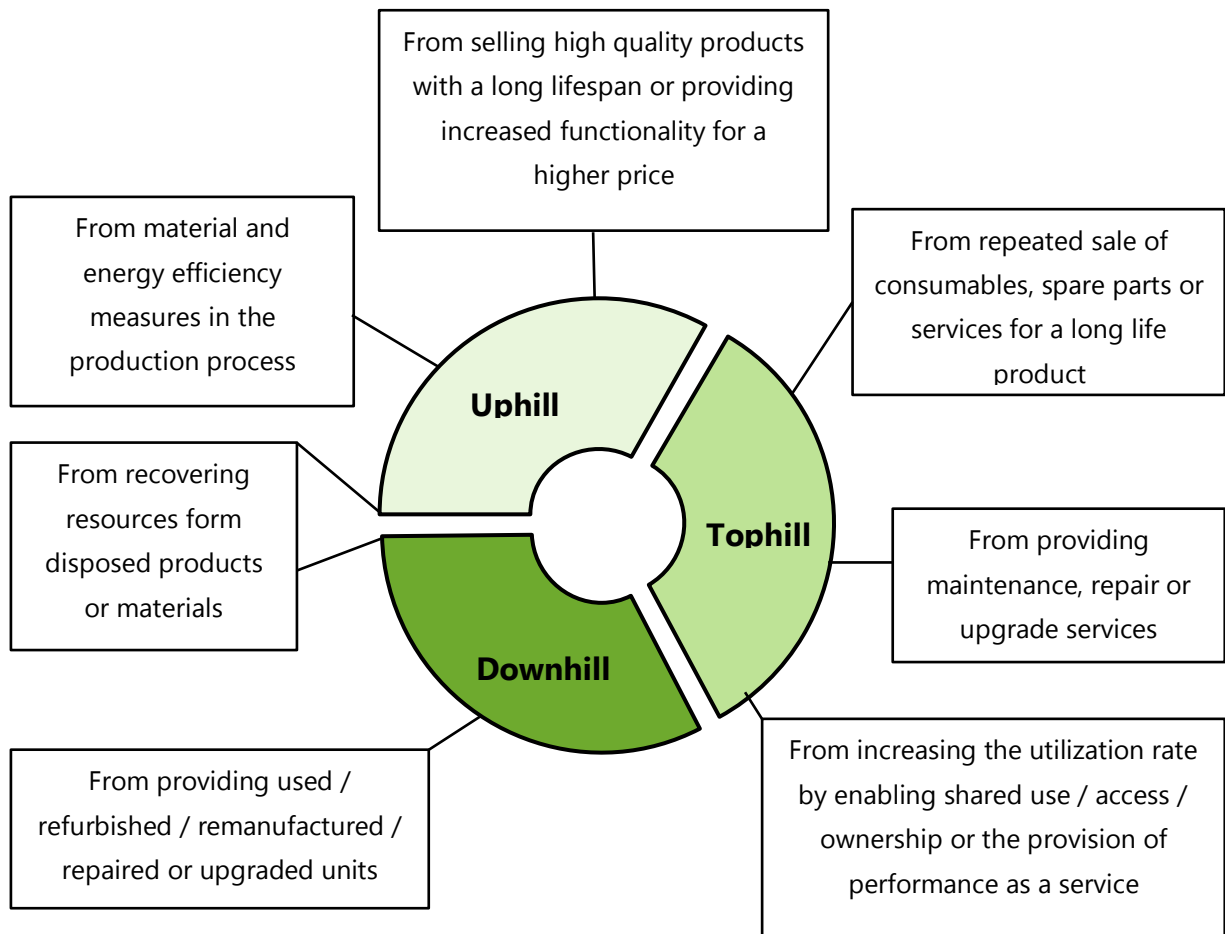 From selling high quality products
with a long lifespan or providing
increased functionality for a
higher price
From material and
energy efficiency
measures in the
production process
From repeated sale of
consumables, spare parts or
services for a long life
product
Uphill
From recovering
resources form
disposed products
or materials
Tophill
From providing
maintenance, repair or
upgrade services
Downhill
From providing used /
refurbished / remanufactured /
repaired or upgraded units
From increasing the utilization rate
by enabling shared use / access /
ownership or the provision of
performance as a service